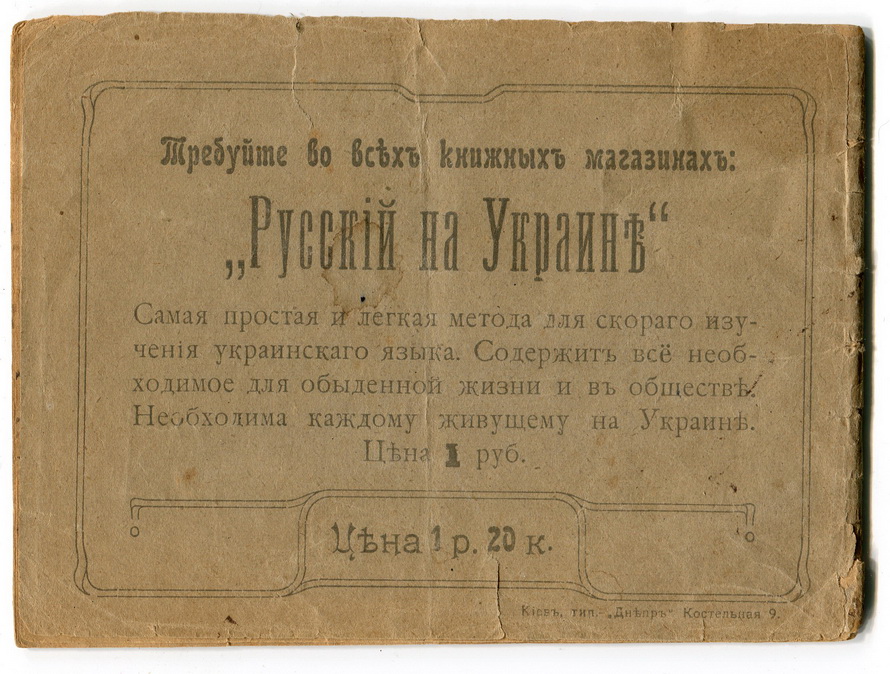 Требуйте во всѣхъ книжныхъ магазинахъ:
„Русскій на Украинѣ“
Самая простая и легкая метода для скораго изу-
ченія украинскаго языка. Содержитъ всё необ-
ходимое для обыденной жизни и въ обществѣ.
Необходима каждому живущему на Украинѣ.
Цѣна 1 руб.
Цѣна 1 р. 20 к.
Кіевъ, тип. „Днѣпръ“ Костельная 9.